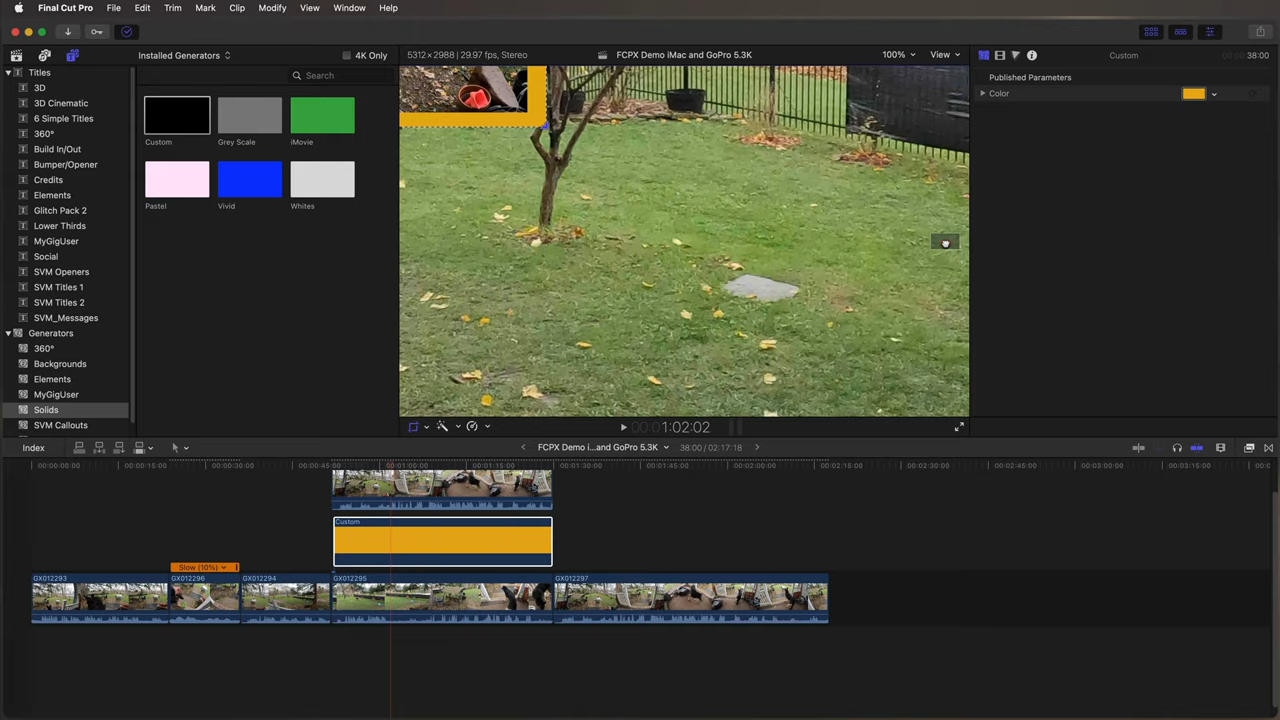 Final Cut Pro File Edit Trim Mark Clip Modify View Window Help
Installed Generators 4K Only
5312 x 2988 | 29.97 fps, Stereo
FCPX Demo iMac and GoPro 5.3K
100% View
Custom
38:00
Search
Published Parameters
Color
Titles
3D
3D Cinematic
6 Simple Titles
360°
Build In/Out
Bumper/Opener
Credits
Elements
Glitch Pack 2
Lower Thirds
MyGigUser
Social
SVM Openers
SVM Titles 1
SVM Titles 2
SVM_Messages
Generators
360°
Backgrounds
Elements
MyGigUser
Solids
SVM Callouts
Custom Grey Scale iMovie
Pastel Vivid Whites
1:02:02
Index
FCPX Demo i...and GoPro 5.3K 38:00 / 02:17:18
00:00:00:00 00:00:15:00 00:00:30:00 00:00:45:00 00:01:00:00 00:01:15:00 00:01:30:00 00:01:45:00 00:02:00:00 00:02:15:00 00:02:30:00 00:02:45:00 00:03:00:00 00:03:15:00
Custom
Slow (10%)
GX012293 GX012296 GX012294 GX012295 GX012297